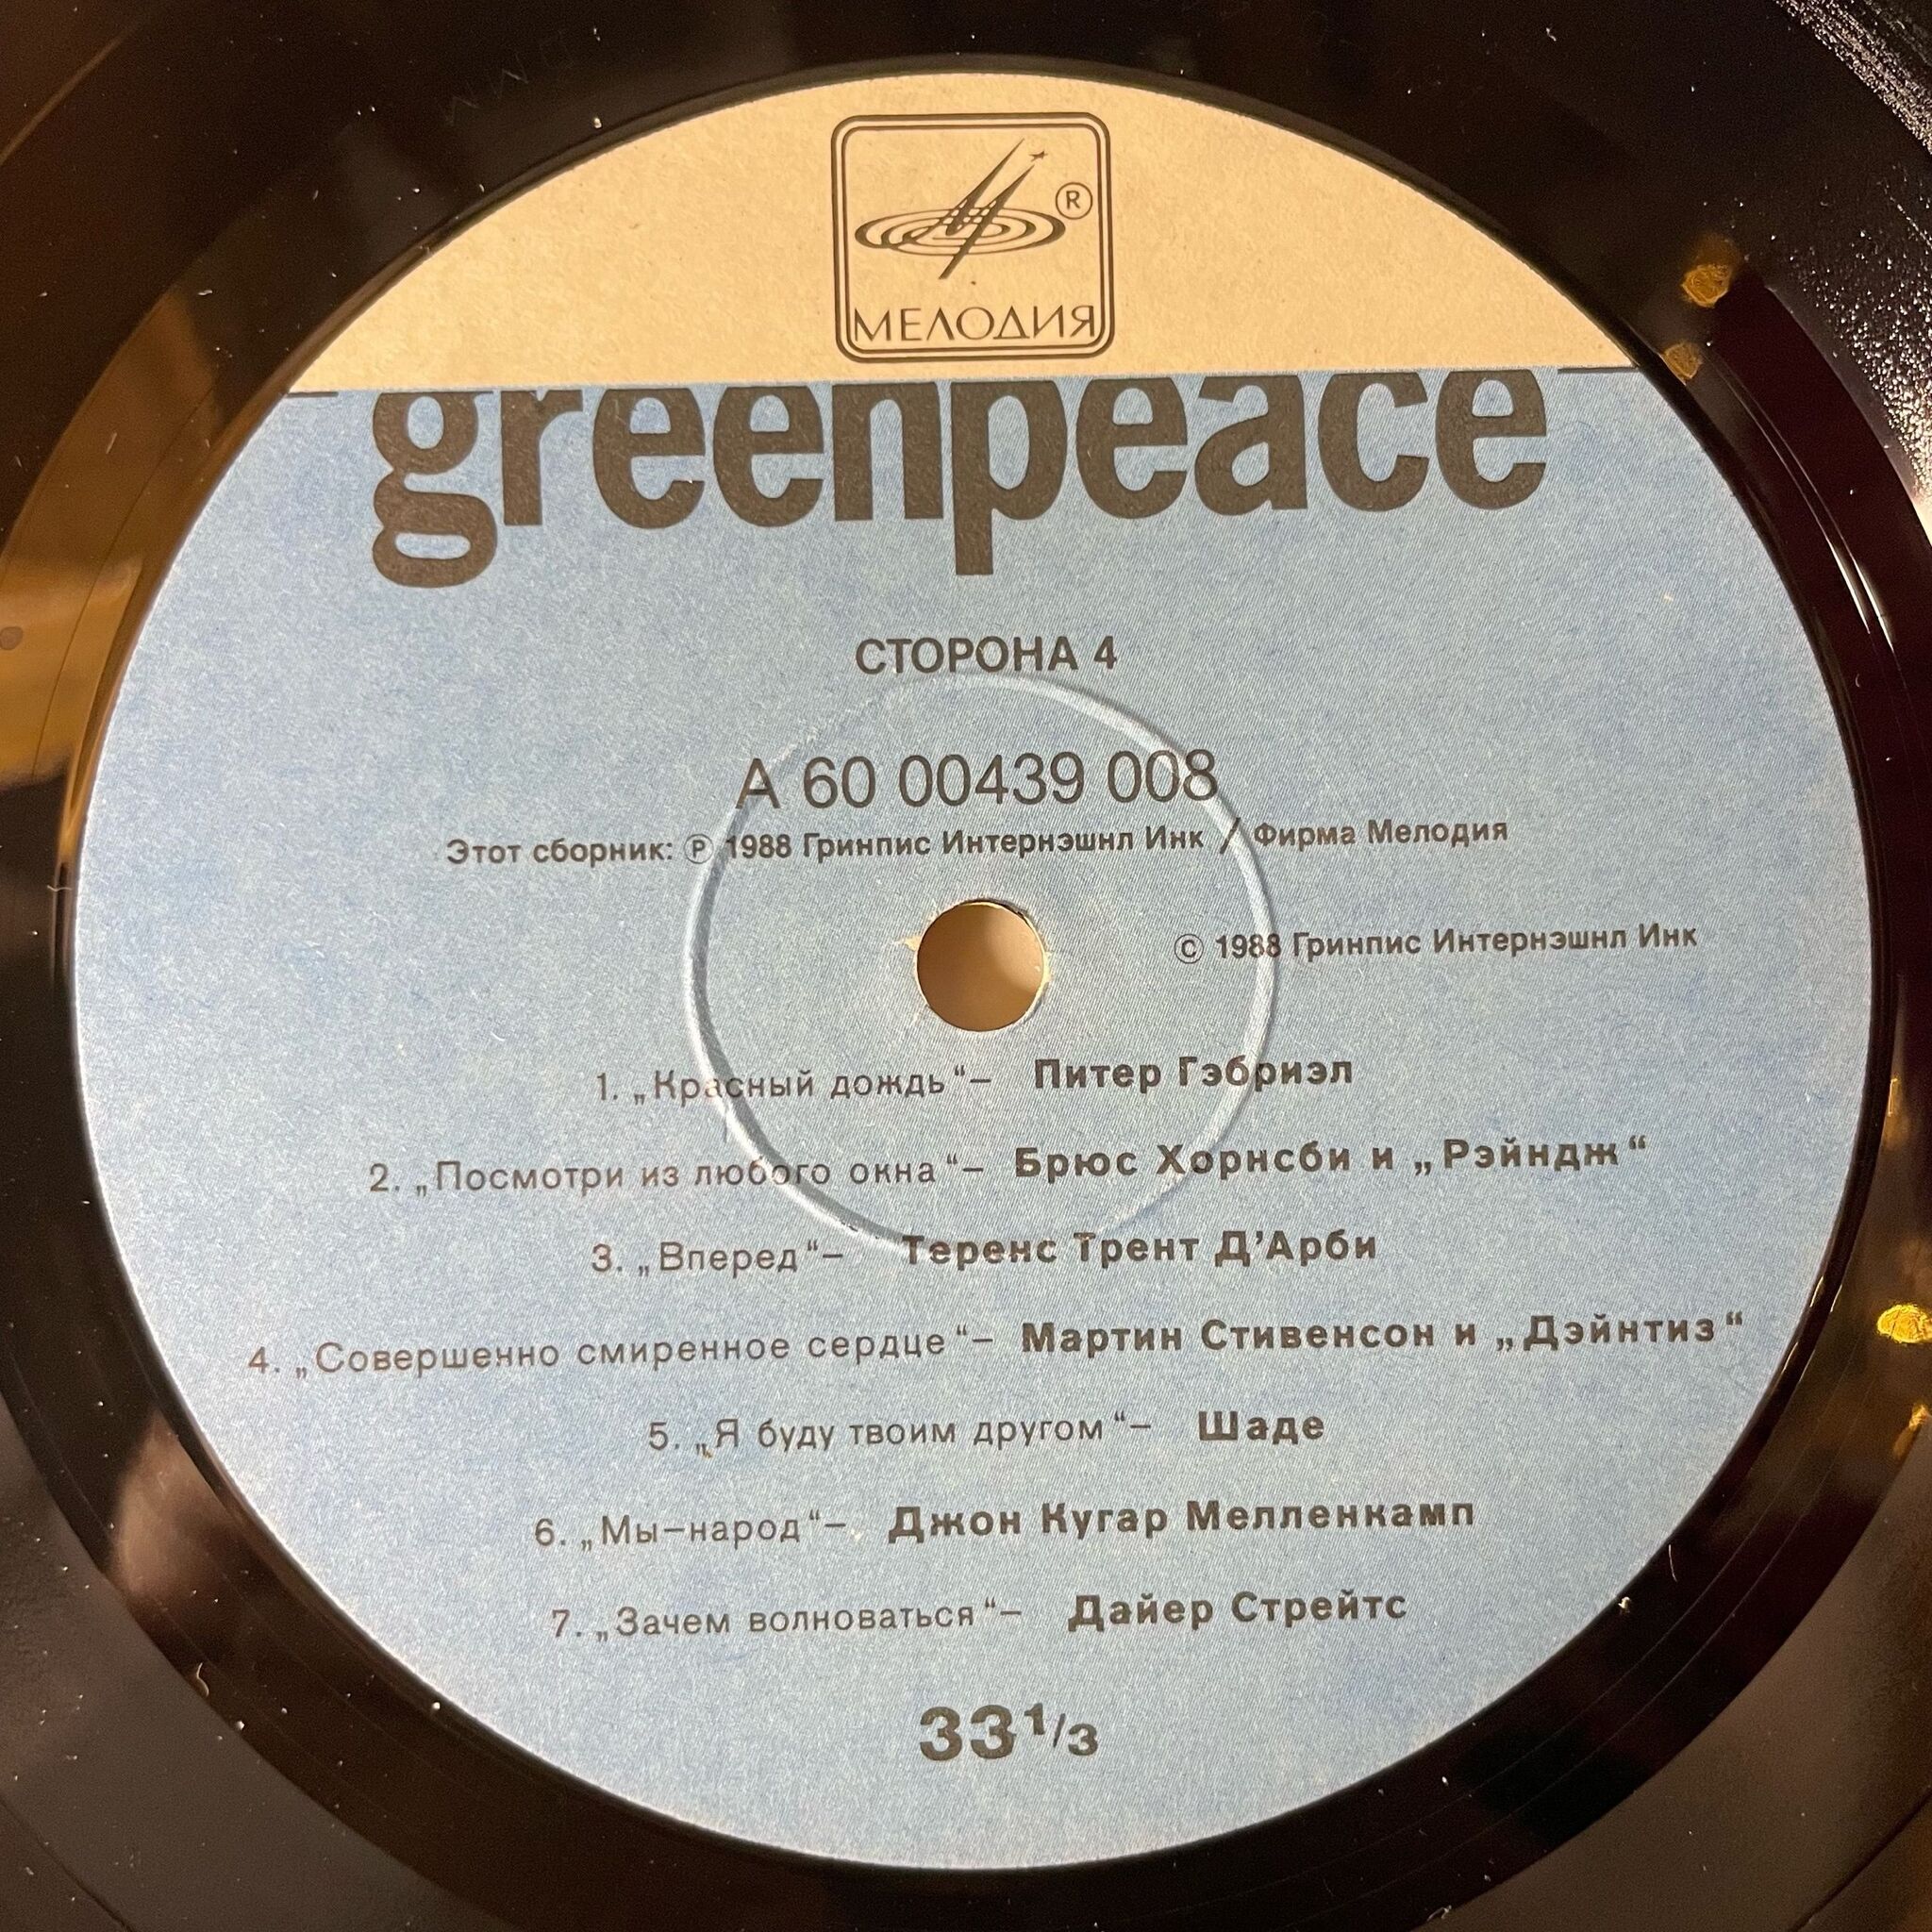 ®
МЕЛОДИЯ
greenpeace
СТОРОНА 4
А 60 00439 008
Этот сборник: ℗ 1988 Гринпис Интернэшнл Инк / Фирма Мелодия
© 1988 Гринпис Интернэшнл Инк
1. „Красный дождь“– Питер Гэбриэл
2. „Посмотри из любого окна“– Брюс Хорнсби и „Рэйндж“
3. „Вперед“– Теренс Трент Д'Арби
4. „Совершенно смиренное сердце“– Мартин Стивенсон и „Дэйнтиз“
5. „Я буду твоим другом“– Шаде
6. „Мы–народ“– Джон Кугар Мелленкамп
7. „Зачем волноваться“– Дайер Стрейтс
33 1/3